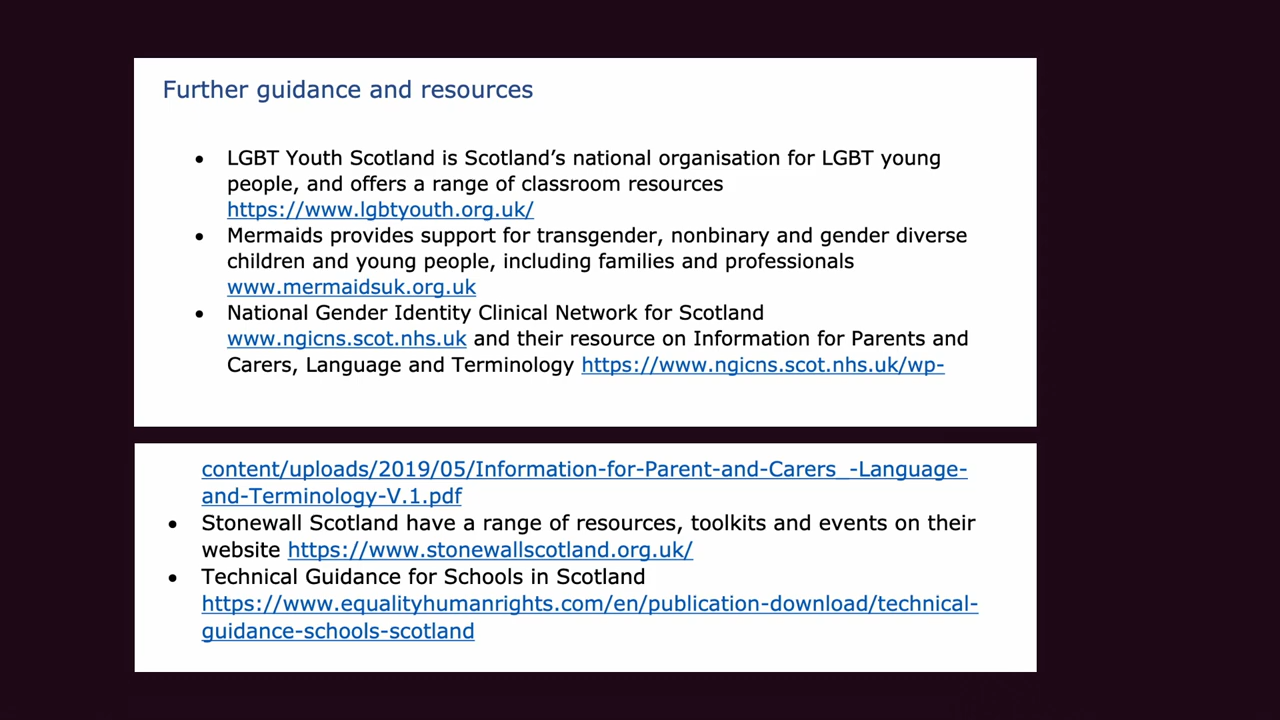 Further guidance and resources
• LGBT Youth Scotland is Scotland’s national organisation for LGBT young
people, and offers a range of classroom resources
https://www.lgbtyouth.org.uk/
• Mermaids provides support for transgender, nonbinary and gender diverse
children and young people, including families and professionals
www.mermaidsuk.org.uk
• National Gender Identity Clinical Network for Scotland
www.ngicns.scot.nhs.uk and their resource on Information for Parents and
Carers, Language and Terminology https://www.ngicns.scot.nhs.uk/wp-
content/uploads/2019/05/Information-for-Parent-and-Carers_-Language-
and-Terminology-V.1.pdf
• Stonewall Scotland have a range of resources, toolkits and events on their
website https://www.stonewallscotland.org.uk/
• Technical Guidance for Schools in Scotland
https://www.equalityhumanrights.com/en/publication-download/technical-
guidance-schools-scotland